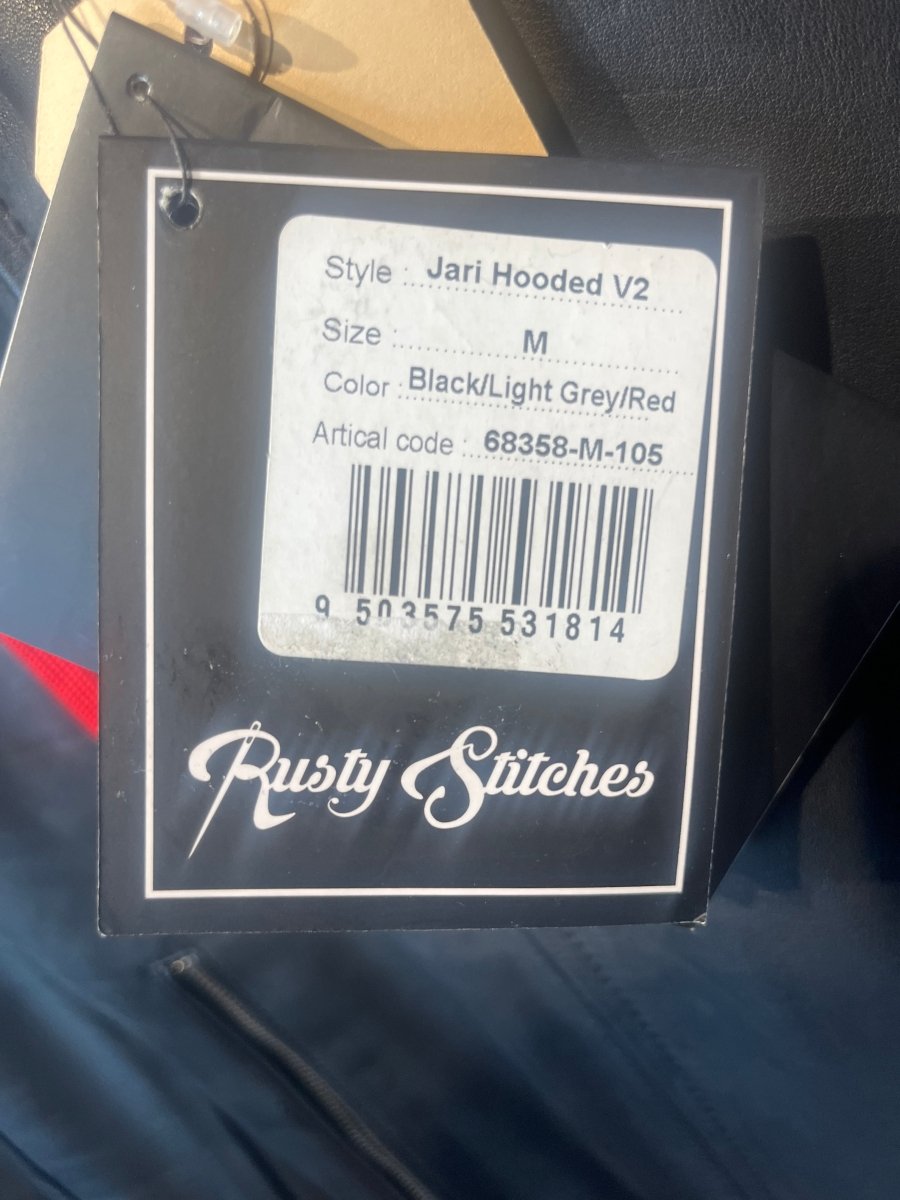 Style : Jari Hooded V2
Size : M
Color : Black/Light Grey/Red
Artical code : 68358-M-105
9 503575 531814
Rusty Stitches